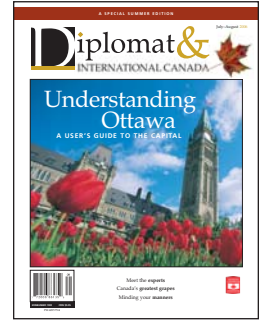 A SPECIAL SUMMER EDITION
July–August
Diplomat&
INTERNATIONAL CANADA
Understanding
Ottawa
A USER'S GUIDE TO THE CAPITAL
Meet the experts
Canada's greatest grapes
Minding your manners